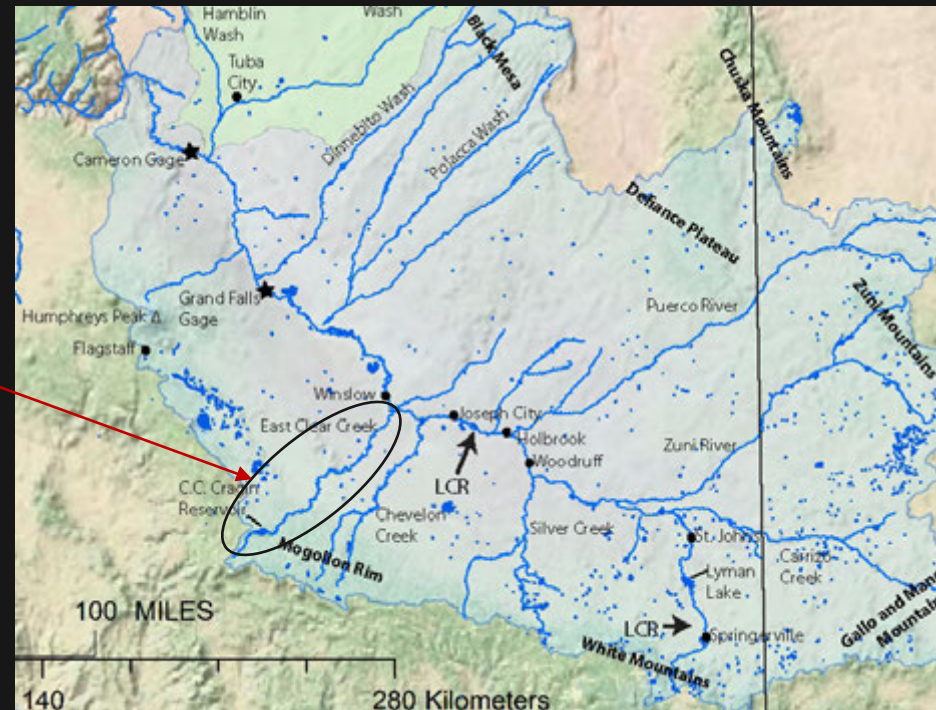 Hamblin
Wash
Wash
Tuba
City
Black Mesa
Chuska Mountains
Dinnebito Wash
Cameron Gage
Polacca Wash
Defiance Plateau
Grand Falls
Gage
Puerco River
Zuni Mountains
Humphreys Peak Δ
Flagstaff
Winslow
Joseph City
East Clear Creek
Holbrook
Zuni River
Woodruff
LCR
C.C. Cragin
Reservoir
Chevelon
Creek
Silver Creek
St. Johns
Mogollon Rim
Carrizo
Creek
Lyman
Lake
Gallo and
100 MILES
LCR
Springerville
White Mountains
140
280 Kilometers